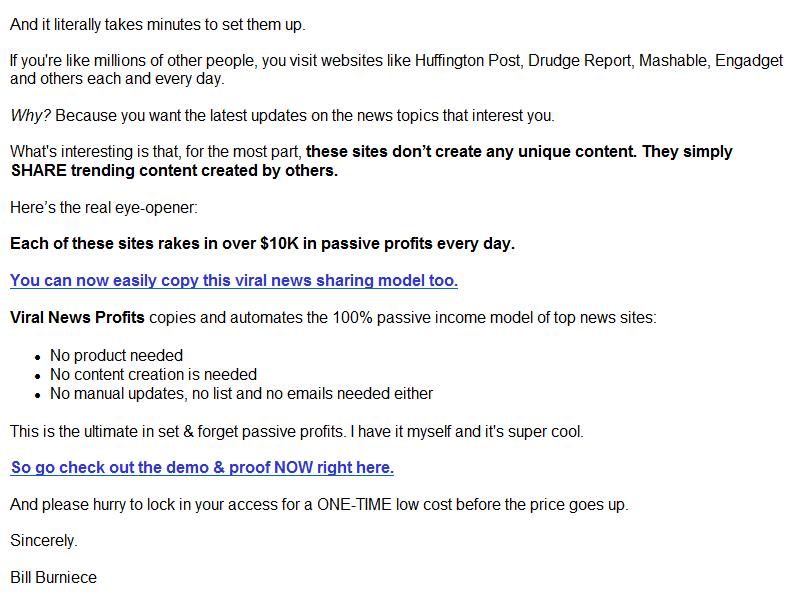 And it literally takes minutes to set them up.
If you're like millions of other people, you visit websites like Huffington Post, Drudge Report, Mashable, Engadget
and others each and every day.
Why? Because you want the latest updates on the news topics that interest you.
What's interesting is that, for the most part, these sites don’t create any unique content. They simply
SHARE trending content created by others.
Here’s the real eye-opener:
Each of these sites rakes in over $10K in passive profits every day.
You can now easily copy this viral news sharing model too.
Viral News Profits copies and automates the 100% passive income model of top news sites:
• No product needed
• No content creation is needed
• No manual updates, no list and no emails needed either
This is the ultimate in set & forget passive profits. I have it myself and it's super cool.
So go check out the demo & proof NOW right here.
And please hurry to lock in your access for a ONE-TIME low cost before the price goes up.
Sincerely.
Bill Burniece